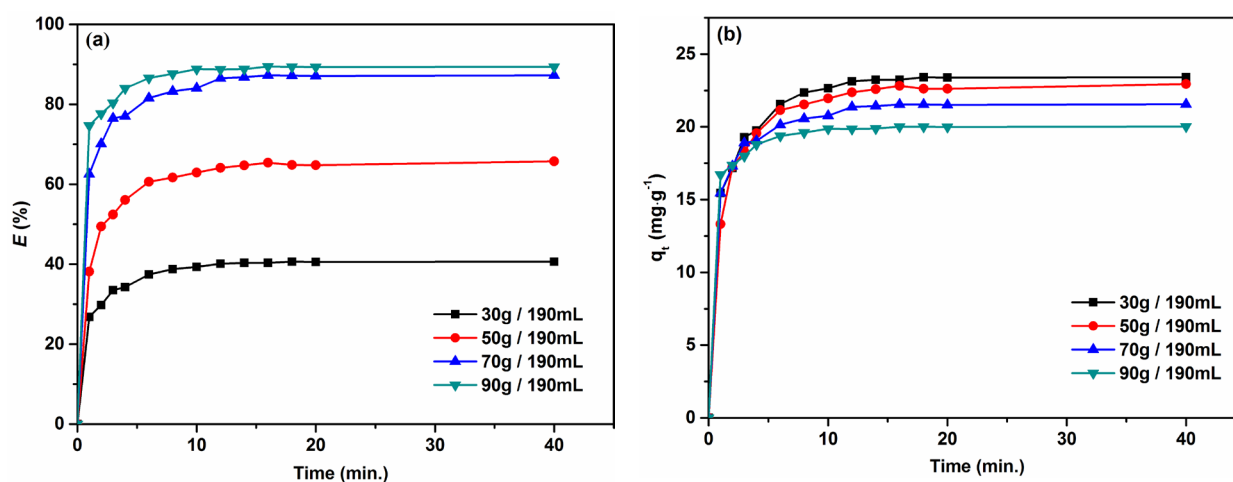 (a)
100
80
60
40
20
0
E (%)
0 10 20 30 40
Time (min.)
30g / 190mL
50g / 190mL
70g / 190mL
90g / 190mL
(b)
25
20
15
10
5
0
qt (mg·g-1)
0 10 20 30 40
Time (min.)
30g / 190mL
50g / 190mL
70g / 190mL
90g / 190mL